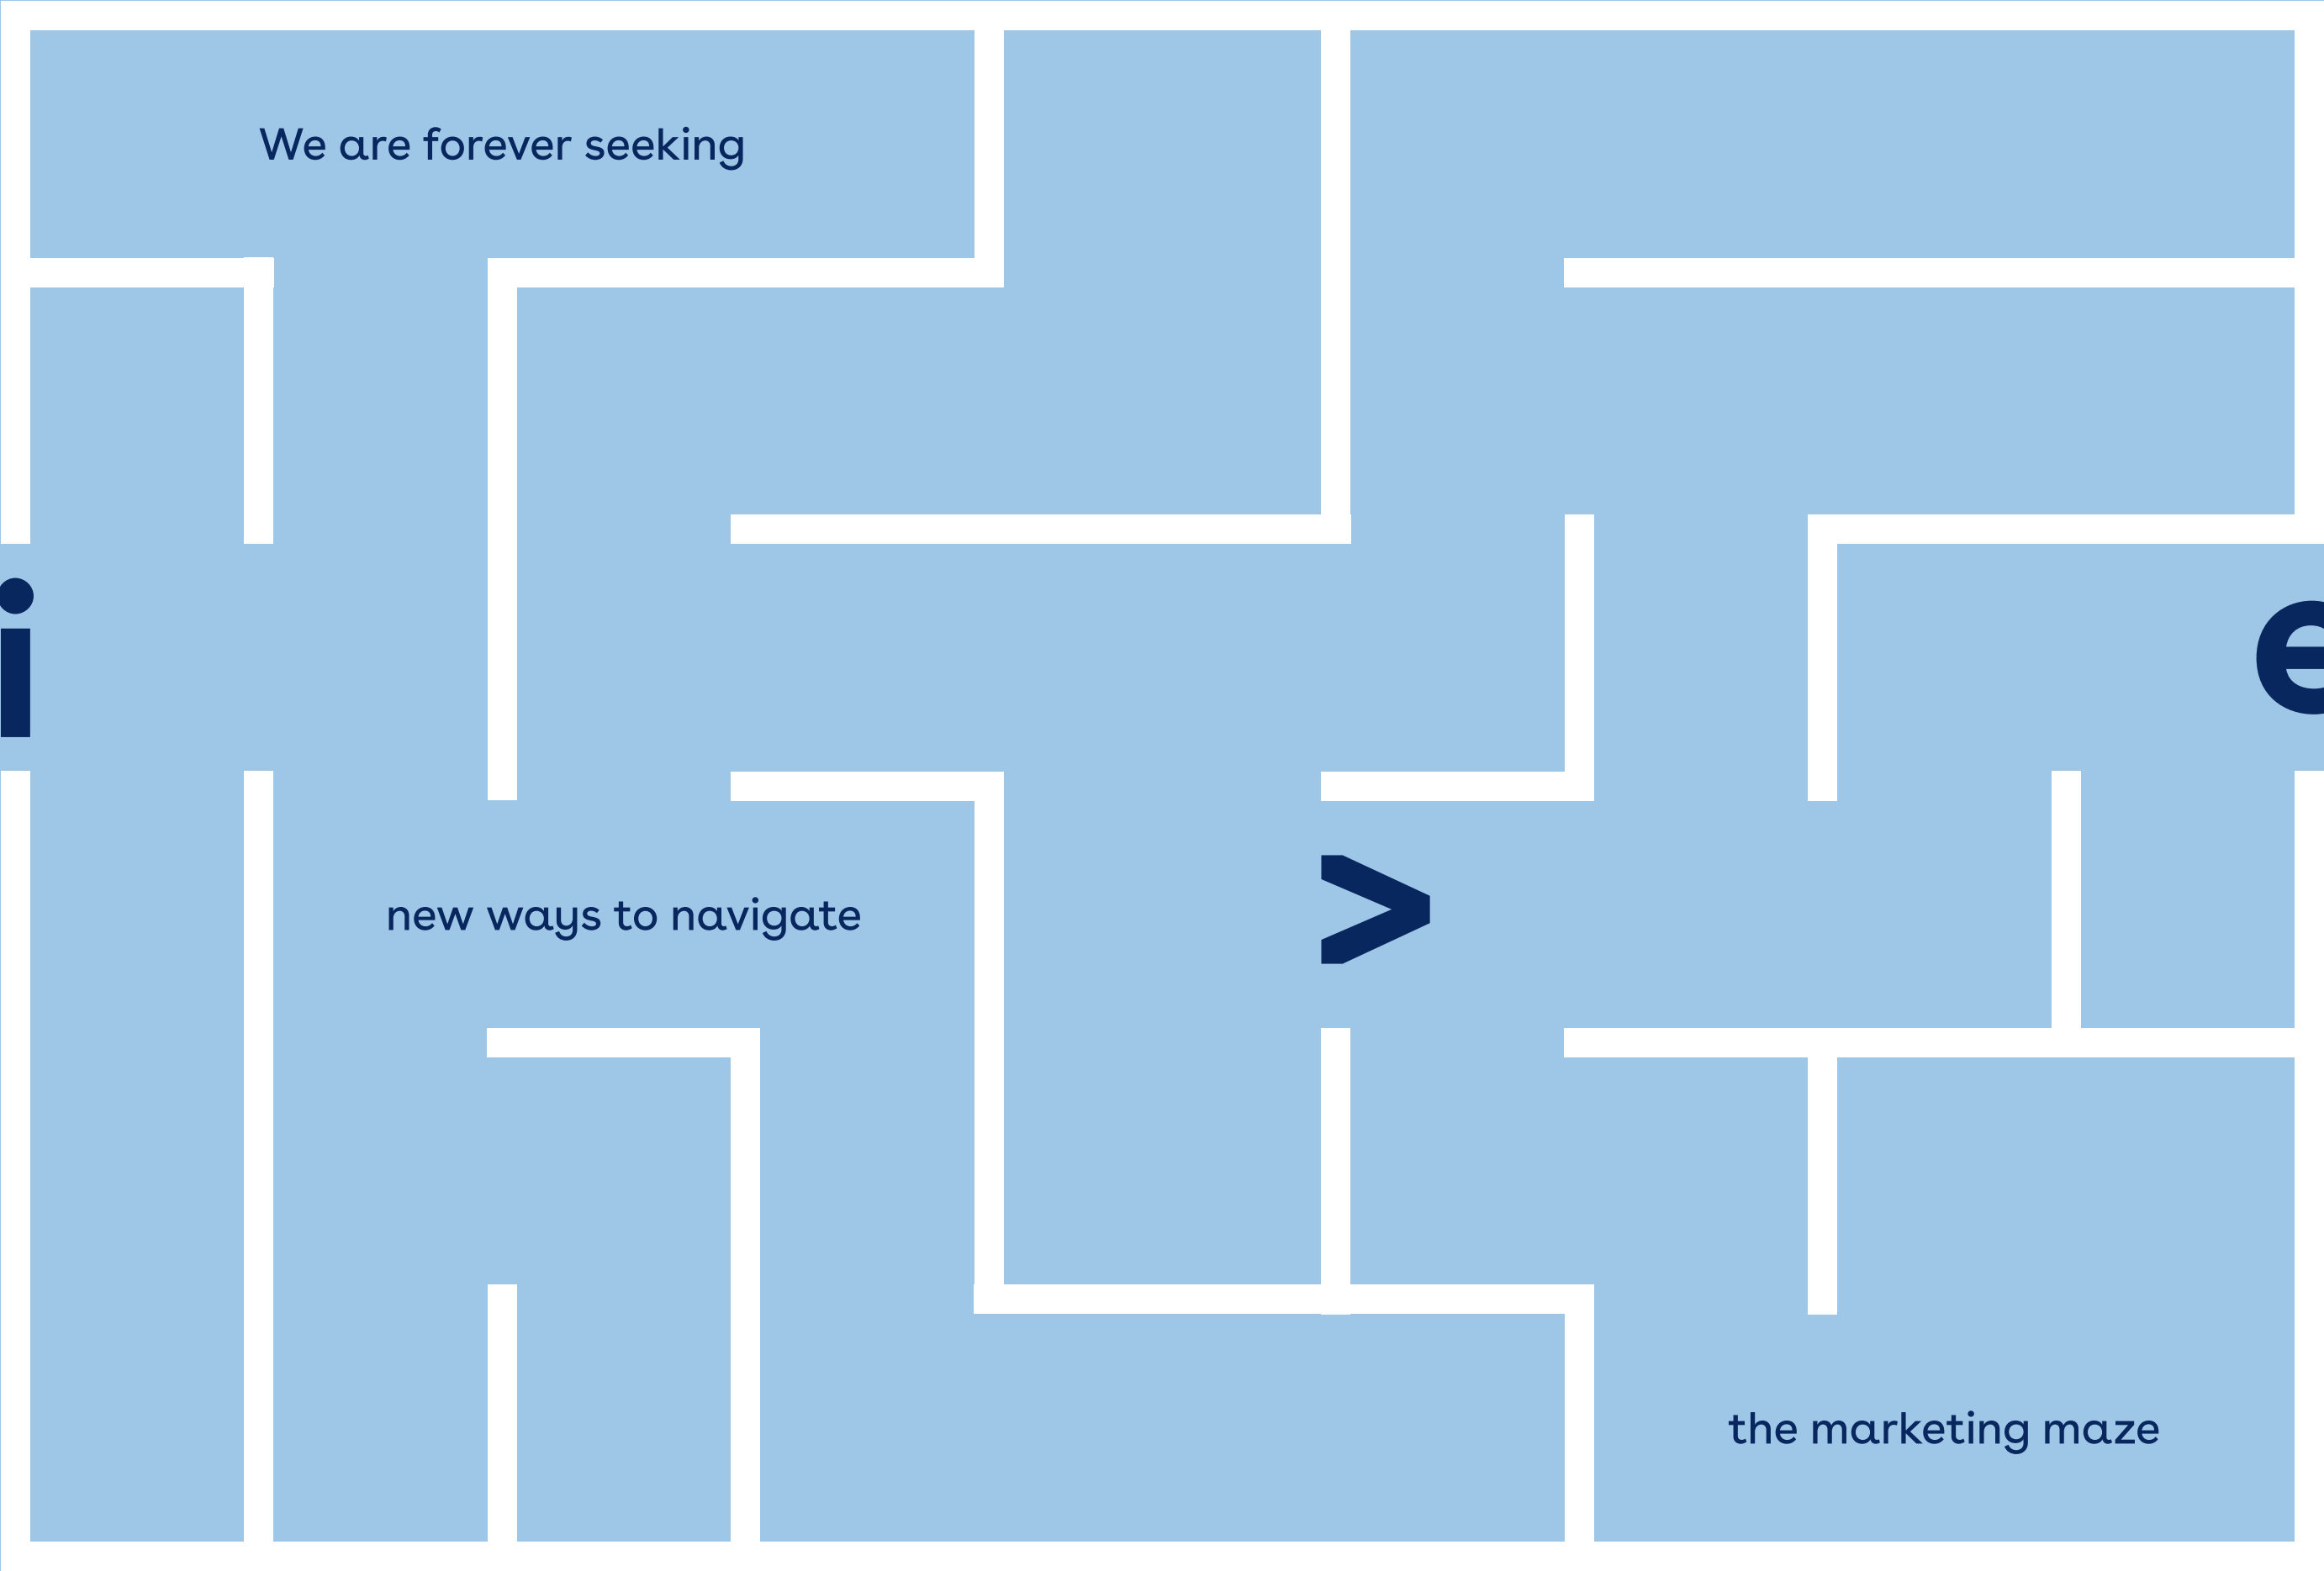 We are forever seeking
i
e
>
new ways to navigate
the marketing maze